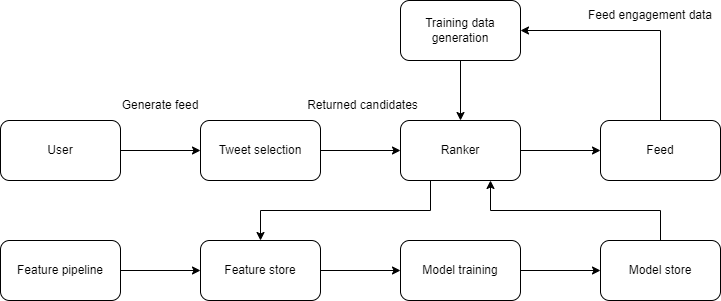 Training data
generation
Feed engagement data
Generate feed
Returned candidates
User
Tweet selection
Ranker
Feed
Feature pipeline
Feature store
Model training
Model store